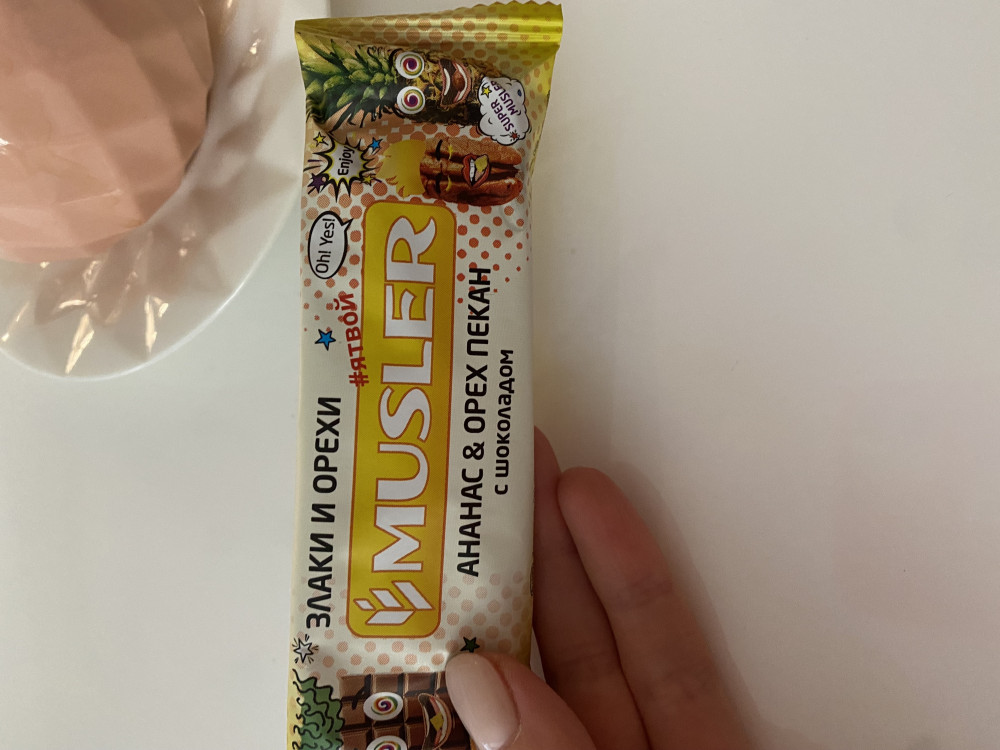 ЗЛАКИ И ОРЕХИ
#ЯТВОЙ
Oh! Yes!
Enjoy
MUSLER
АНАНАС & ОРЕХ ПЕКАН
с шоколадом
SUPER
MUSLER